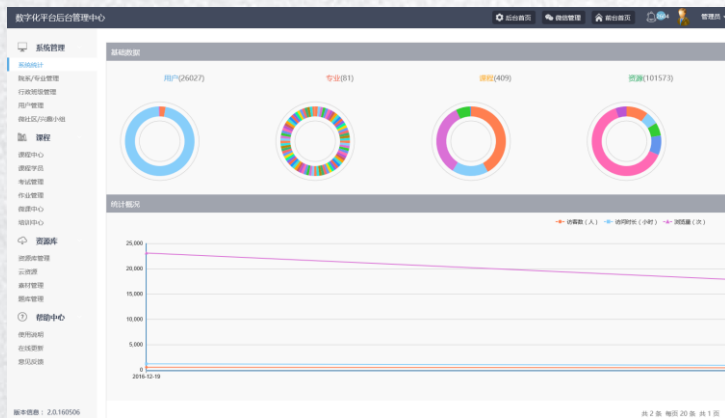 数字化平台后台管理中心
后台首页
微信管理
前台首页
管理员
系统管理
系统统计
院系/专业管理
行政班级管理
用户管理
微社区/兴趣小组
课程
课程中心
课程学员
考试管理
作业管理
微课中心
培训中心
资源库
资源库管理
云资源
素材管理
题库管理
帮助中心
使用说明
在线更新
意见反馈
版本信息：2.0.160506
基础数据
用户(26027)
专业(81)
课程(409)
资源(101573)
统计概况
访客数（人） 访问时长（小时） 浏览量（次）
25,000
20,000
15,000
10,000
5,000
0
2016-12-19
共 2 条 每页 20 条 共 1 页